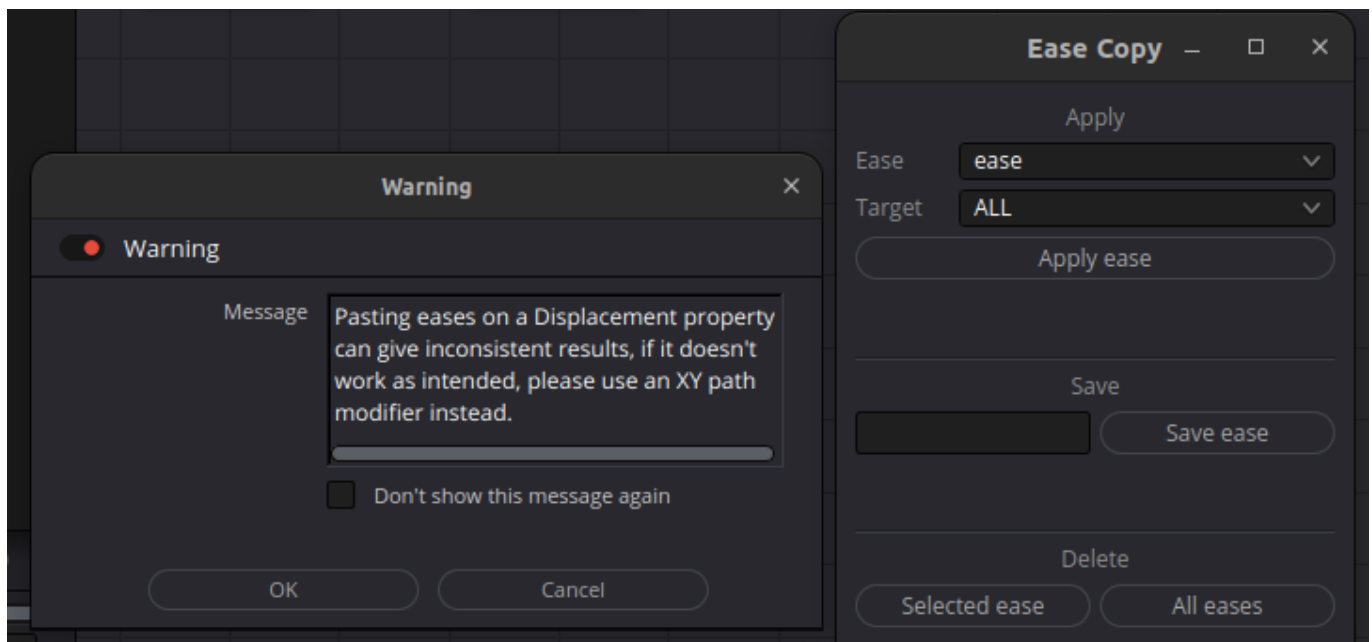 Warning
Warning
Message
Pasting eases on a Displacement property
can give inconsistent results, if it doesn't
work as intended, please use an XY path
modifier instead.
Don't show this message again
OK Cancel
Ease Copy
Apply
Ease ease
Target ALL
Apply ease
Save
Save ease
Delete
Selected ease All eases